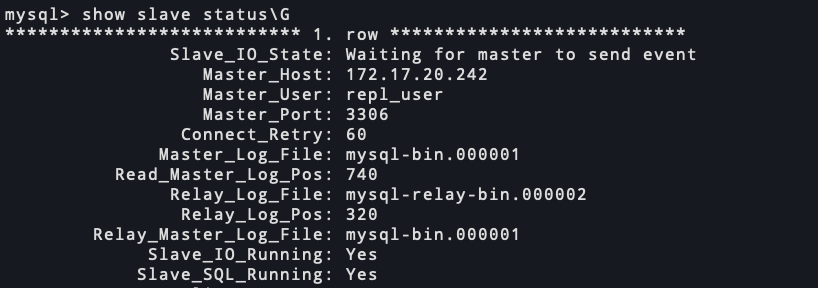 mysql> show slave status\G
*************************** 1. row ***************************
Slave_IO_State: Waiting for master to send event
Master_Host: 172.17.20.242
Master_User: repl_user
Master_Port: 3306
Connect_Retry: 60
Master_Log_File: mysql-bin.000001
Read_Master_Log_Pos: 740
Relay_Log_File: mysql-relay-bin.000002
Relay_Log_Pos: 320
Relay_Master_Log_File: mysql-bin.000001
Slave_IO_Running: Yes
Slave_SQL_Running: Yes